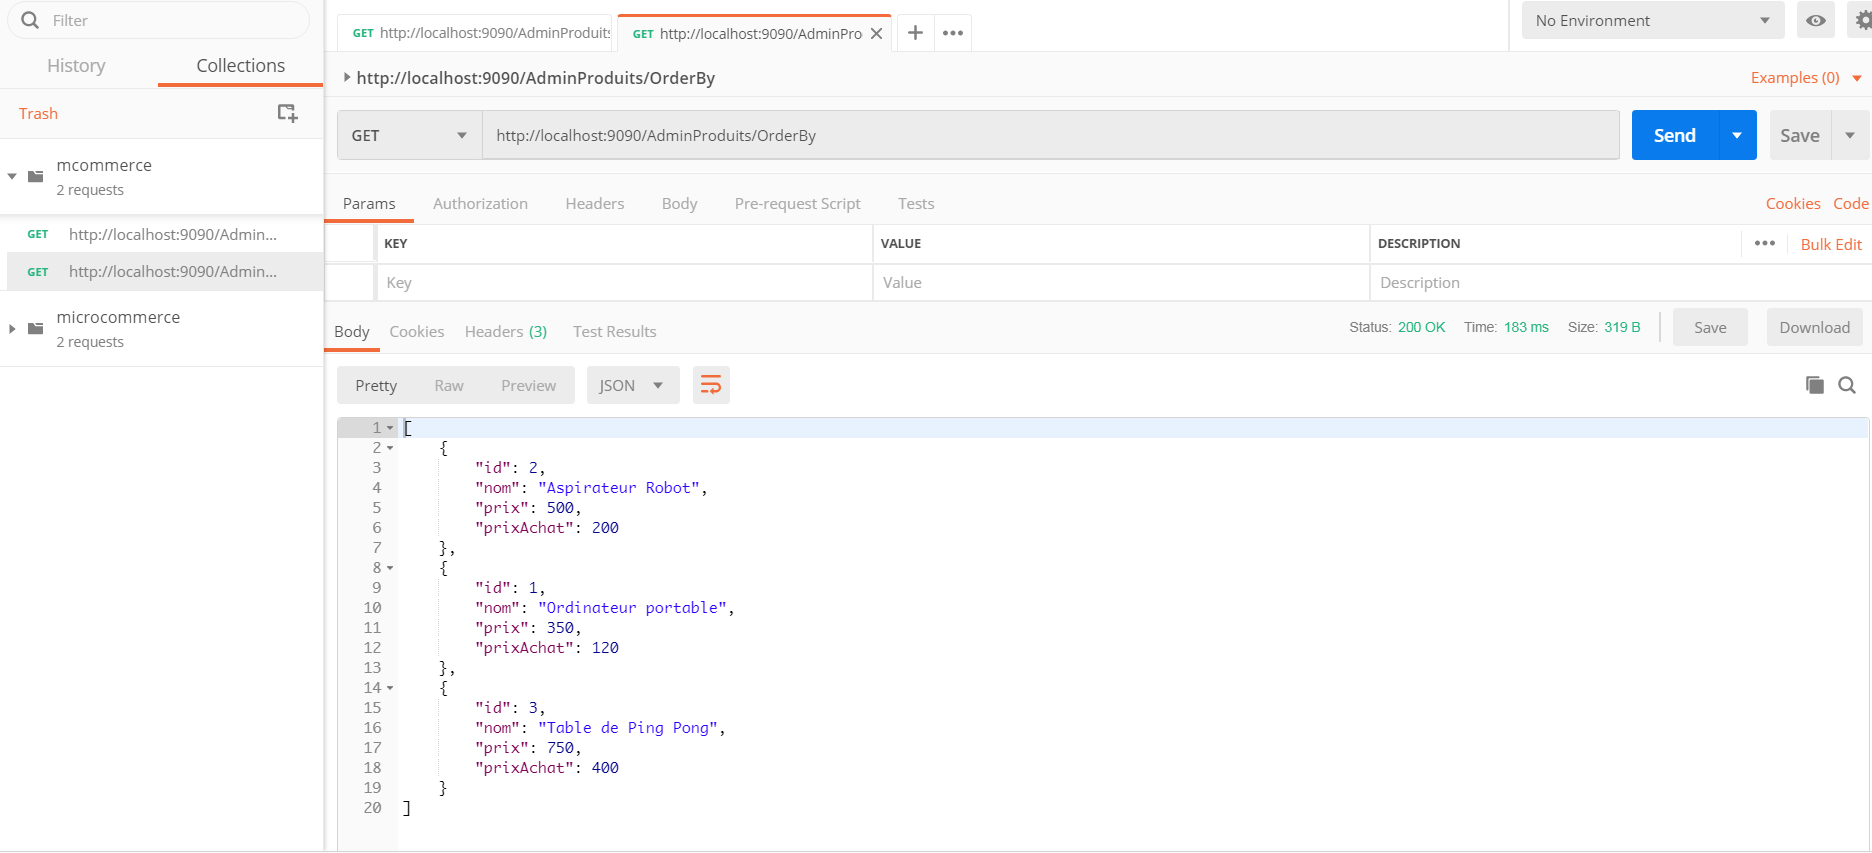 Filter
History Collections
Trash
mcommerce
2 requests
GET http://localhost:9090/Admin...
GET http://localhost:9090/Admin...
microcommerce
2 requests
GET http://localhost:9090/AdminProduits
GET http://localhost:9090/AdminPro
No Environment
http://localhost:9090/AdminProduits/OrderBy
Examples (0)
GET http://localhost:9090/AdminProduits/OrderBy Send Save
Params Authorization Headers Body Pre-request Script Tests Cookies Code
KEY VALUE DESCRIPTION Bulk Edit
Key Value Description
Body Cookies Headers (3) Test Results Status: 200 OK Time: 183 ms Size: 319 B Save Download
Pretty Raw Preview JSON
1 [
2 {
3 "id": 2,
4 "nom": "Aspirateur Robot",
5 "prix": 500,
6 "prixAchat": 200
7 },
8 {
9 "id": 1,
10 "nom": "Ordinateur portable",
11 "prix": 350,
12 "prixAchat": 120
13 },
14 {
15 "id": 3,
16 "nom": "Table de Ping Pong",
17 "prix": 750,
18 "prixAchat": 400
19 }
20 ]